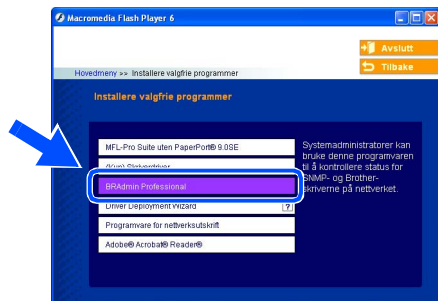 Macromedia Flash Player 6
Avslutt
Tilbake
Hovedmeny >> Installere valgfrie programmer
Installere valgfrie programmer
MFL-Pro Suite uten PaperPort® 9.0SE
(Kun) Skriverdriver
BRAdmin Professional
Driver Deployment Wizard
?
Programvare for nettverksutskrift
Adobe® Acrobat® Reader®
Systemadministratorer kan
bruke denne programvaren
til å kontrollere status for
SNMP- og Brother-
skriverne på nettverket.